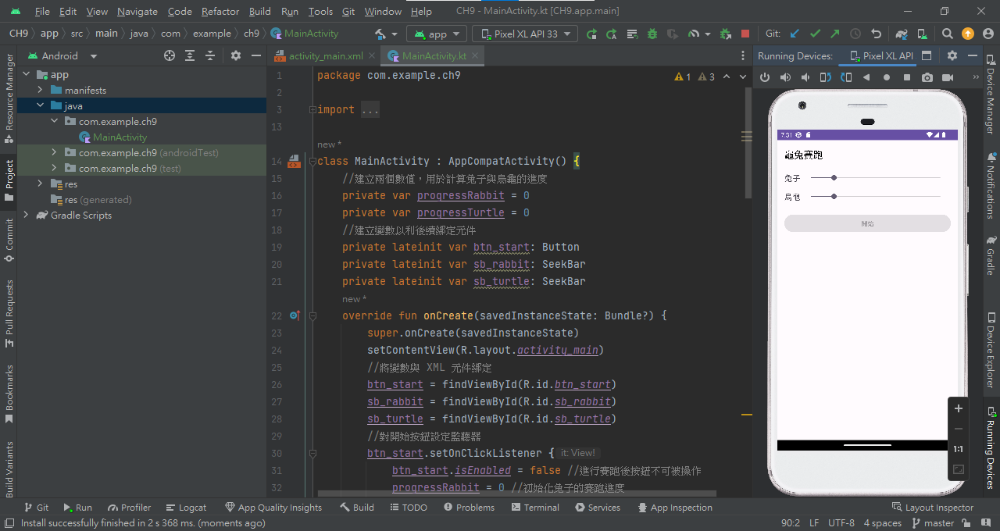 File Edit View Navigate Code Refactor Build Run Tools Git Window Help CH9 - MainActivity.kt [CH9.app.main]
CH9 app src main java com example ch9 MainActivity app Pixel XL API 33 Git:
Android
activity_main.xml MainActivity.kt
Running Devices: Pixel XL API
Resource Manager
Project
Commit
Pull Requests
Bookmarks
Build Variants
app
manifests
java
com.example.ch9
MainActivity
com.example.ch9 (androidTest)
com.example.ch9 (test)
res
res (generated)
Gradle Scripts
1 package com.example.ch9
1 3
2
3 import ...
13
new *
14 class MainActivity : AppCompatActivity() {
15 //建立兩個數值，用於計算兔子與烏龜的進度
16 private var progressRabbit = 0
17 private var progressTurtle = 0
18 //建立變數以利後續綁定元件
19 private lateinit var btn_start: Button
20 private lateinit var sb_rabbit: SeekBar
21 private lateinit var sb_turtle: SeekBar
new *
22 override fun onCreate(savedInstanceState: Bundle?) {
23 super.onCreate(savedInstanceState)
24 setContentView(R.layout.activity_main)
25 //將變數與 XML 元件綁定
26 btn_start = findViewById(R.id.btn_start)
27 sb_rabbit = findViewById(R.id.sb_rabbit)
28 sb_turtle = findViewById(R.id.sb_turtle)
29 //對開始按鈕設定監聽器
30 btn_start.setOnClickListener { it: View!
31 btn_start.isEnabled = false //進行賽跑後按鈕不可被操作
32 progressRabbit = 0 //初始化兔子的賽跑進度
7:31
龜兔賽跑
兔子
烏龜
開始
1:1
Device Manager
Notifications
Gradle
Device Explorer
Running Devices
Git Run Profiler Logcat App Quality Insights Build TODO Problems Terminal Services App Inspection Layout Inspector
Install successfully finished in 2 s 368 ms. (moments ago) 90:2 LF UTF-8 4 spaces master